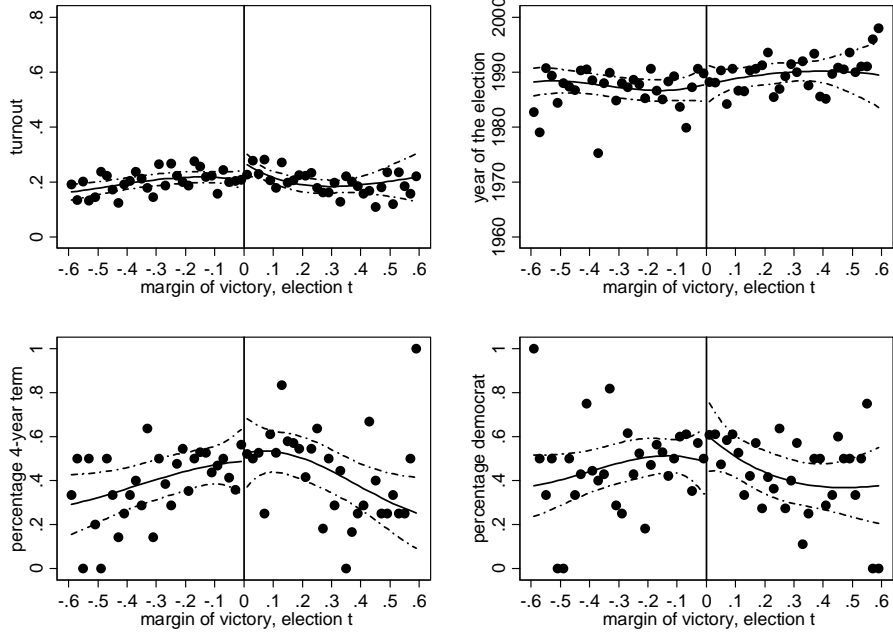 turnout
.8
.6
.4
.2
0
-.6 -.5 -.4 -.3 -.2 -.1 0 .1 .2 .3 .4 .5 .6
margin of victory, election t
year of the election
2000
1990
1980
1970
1960
-.6 -.5 -.4 -.3 -.2 -.1 0 .1 .2 .3 .4 .5 .6
margin of victory, election t
percentage 4-year term
1
.8
.6
.4
.2
0
-.6 -.5 -.4 -.3 -.2 -.1 0 .1 .2 .3 .4 .5 .6
margin of victory, election t
percentage democrat
1
.8
.6
.4
.2
0
-.6 -.5 -.4 -.3 -.2 -.1 0 .1 .2 .3 .4 .5 .6
margin of victory, election t